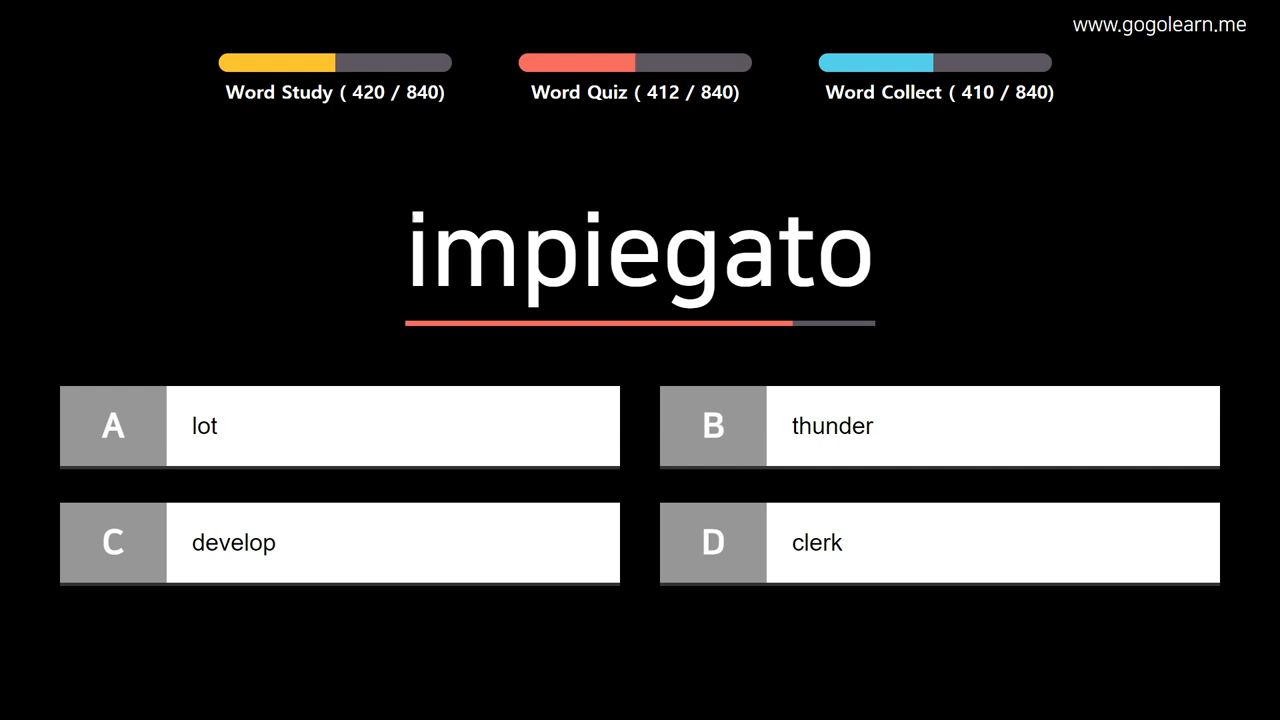 www.gogolearn.me
Word Study ( 420 / 840)
Word Quiz ( 412 / 840)
Word Collect ( 410 / 840)
impiegato
A lot
B thunder
C develop
D clerk